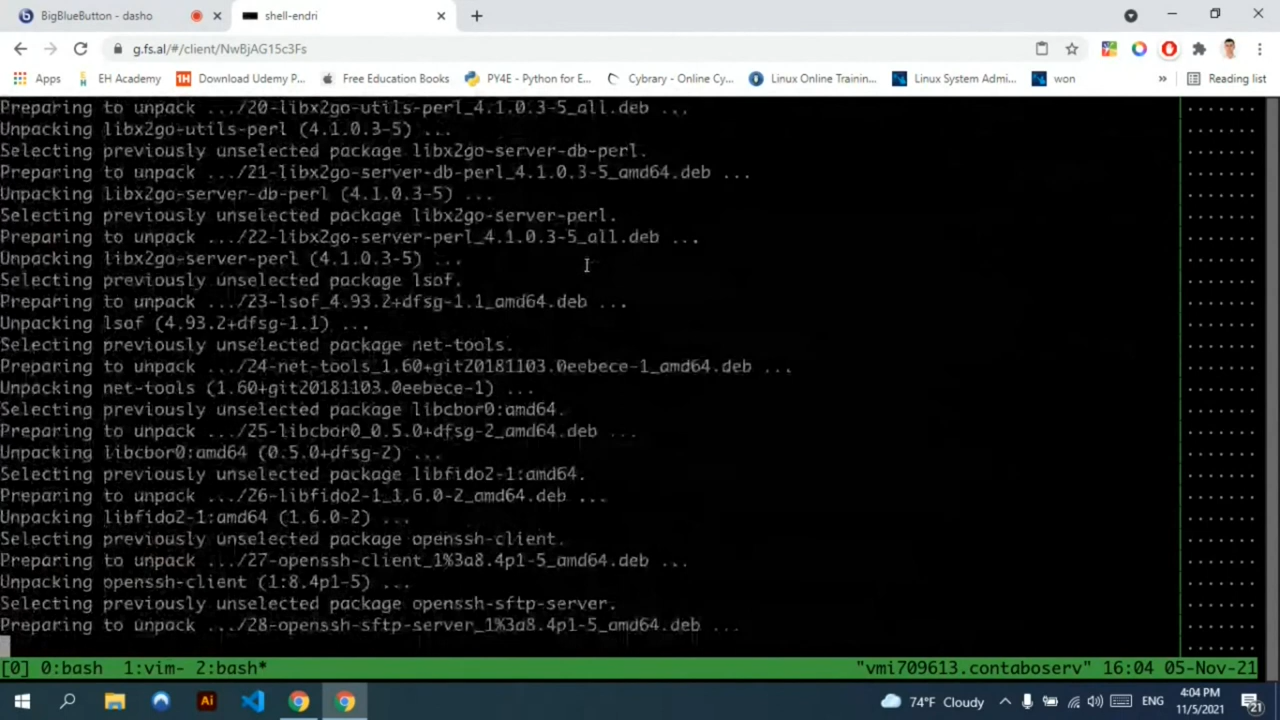 BigBlueButton - dasho
shell-endri
g.fs.al/#/client/NwBjAG15c3Fs
Apps
EH Academy
Download Udemy P...
Free Education Books
PY4E - Python for E...
Cybrary - Online Cy...
Linux Online Trainin...
Linux System Admi...
won
»
Reading list
Preparing to unpack .../20-libx2go-utils-perl_4.1.0.3-5_all.deb ...
Unpacking libx2go-utils-perl (4.1.0.3-5) ...
Selecting previously unselected package libx2go-server-db-perl.
Preparing to unpack .../21-libx2go-server-db-perl_4.1.0.3-5_amd64.deb ...
Unpacking libx2go-server-db-perl (4.1.0.3-5) ...
Selecting previously unselected package libx2go-server-perl.
Preparing to unpack .../22-libx2go-server-perl_4.1.0.3-5_all.deb ...
Unpacking libx2go-server-perl (4.1.0.3-5) ...
Selecting previously unselected package lsof.
Preparing to unpack .../23-lsof_4.93.2+dfsg-1.1_amd64.deb ...
Unpacking lsof (4.93.2+dfsg-1.1) ...
Selecting previously unselected package net-tools.
Preparing to unpack .../24-net-tools_1.60+git20181103.0eebece-1_amd64.deb ...
Unpacking net-tools (1.60+git20181103.0eebece-1) ...
Selecting previously unselected package libcbor0:amd64.
Preparing to unpack .../25-libcbor0_0.5.0+dfsg-2_amd64.deb ...
Unpacking libcbor0:amd64 (0.5.0+dfsg-2) ...
Selecting previously unselected package libfido2-1:amd64.
Preparing to unpack .../26-libfido2-1_1.6.0-2_amd64.deb ...
Unpacking libfido2-1:amd64 (1.6.0-2) ...
Selecting previously unselected package openssh-client.
Preparing to unpack .../27-openssh-client_1%3a8.4p1-5_amd64.deb ...
Unpacking openssh-client (1:8.4p1-5) ...
Selecting previously unselected package openssh-sftp-server.
Preparing to unpack .../28-openssh-sftp-server_1%3a8.4p1-5_amd64.deb ...
[0] 0:bash  1:vim- 2:bash*
"vmi709613.contaboserv" 16:04 05-Nov-21
Ai
74°F Cloudy
ENG
4:04 PM
11/5/2021
21